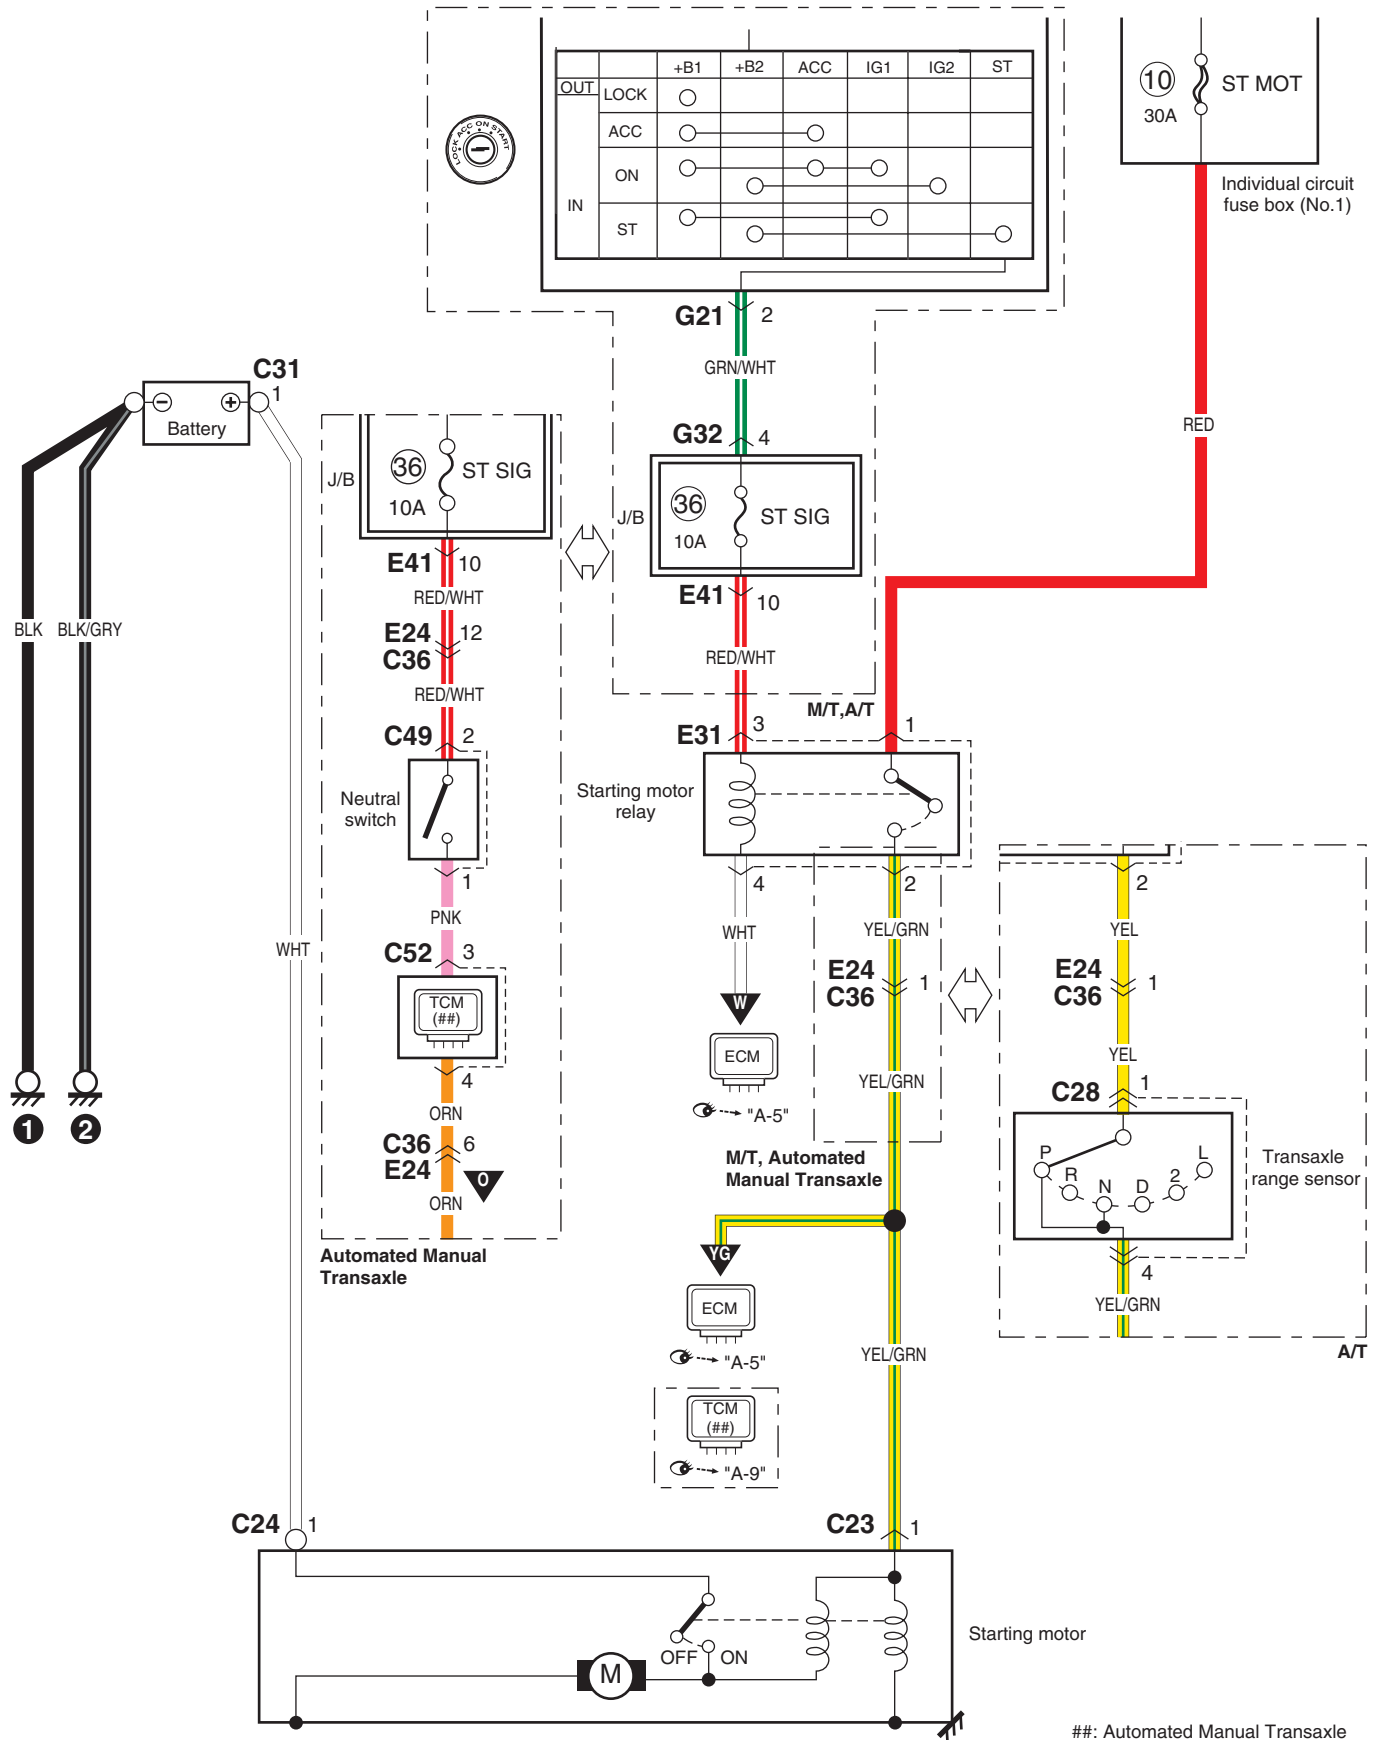 +B1 +B2 ACC IG1 IG2 ST
OUT
LOCK
ACC
ON
IN
ST
LOCK ACC ON START
10
30A
ST MOT
Individual circuit
fuse box (No.1)
G21 2
GRN/WHT
G32 4
C31
1
Battery
36
10A
ST SIG
J/B
36
10A
ST SIG
J/B
RED
E41 10
RED/WHT
E41 10
RED/WHT
E24 12
C36
RED/WHT
BLK
BLK/GRY
M/T,A/T
C49 2
E31 3
1
Neutral
switch
Starting motor
relay
1
4
2
2
PNK
WHT
YEL/GRN
YEL
C52 3
WHT
TCM
(##)
W
E24
C36
1
E24
C36
1
ECM
"A-5"
YEL/GRN
YEL
4
ORN
C28 1
1
2
C36 6
E24
O
ORN
M/T, Automated
Manual Transaxle
P
R
N
D
2
L
Transaxle
range sensor
Automated Manual
Transaxle
YG
4
YEL/GRN
ECM
"A-5"
YEL/GRN
A/T
TCM
(##)
"A-9"
C24 1
C23 1
OFF
ON
M
Starting motor
##: Automated Manual Transaxle